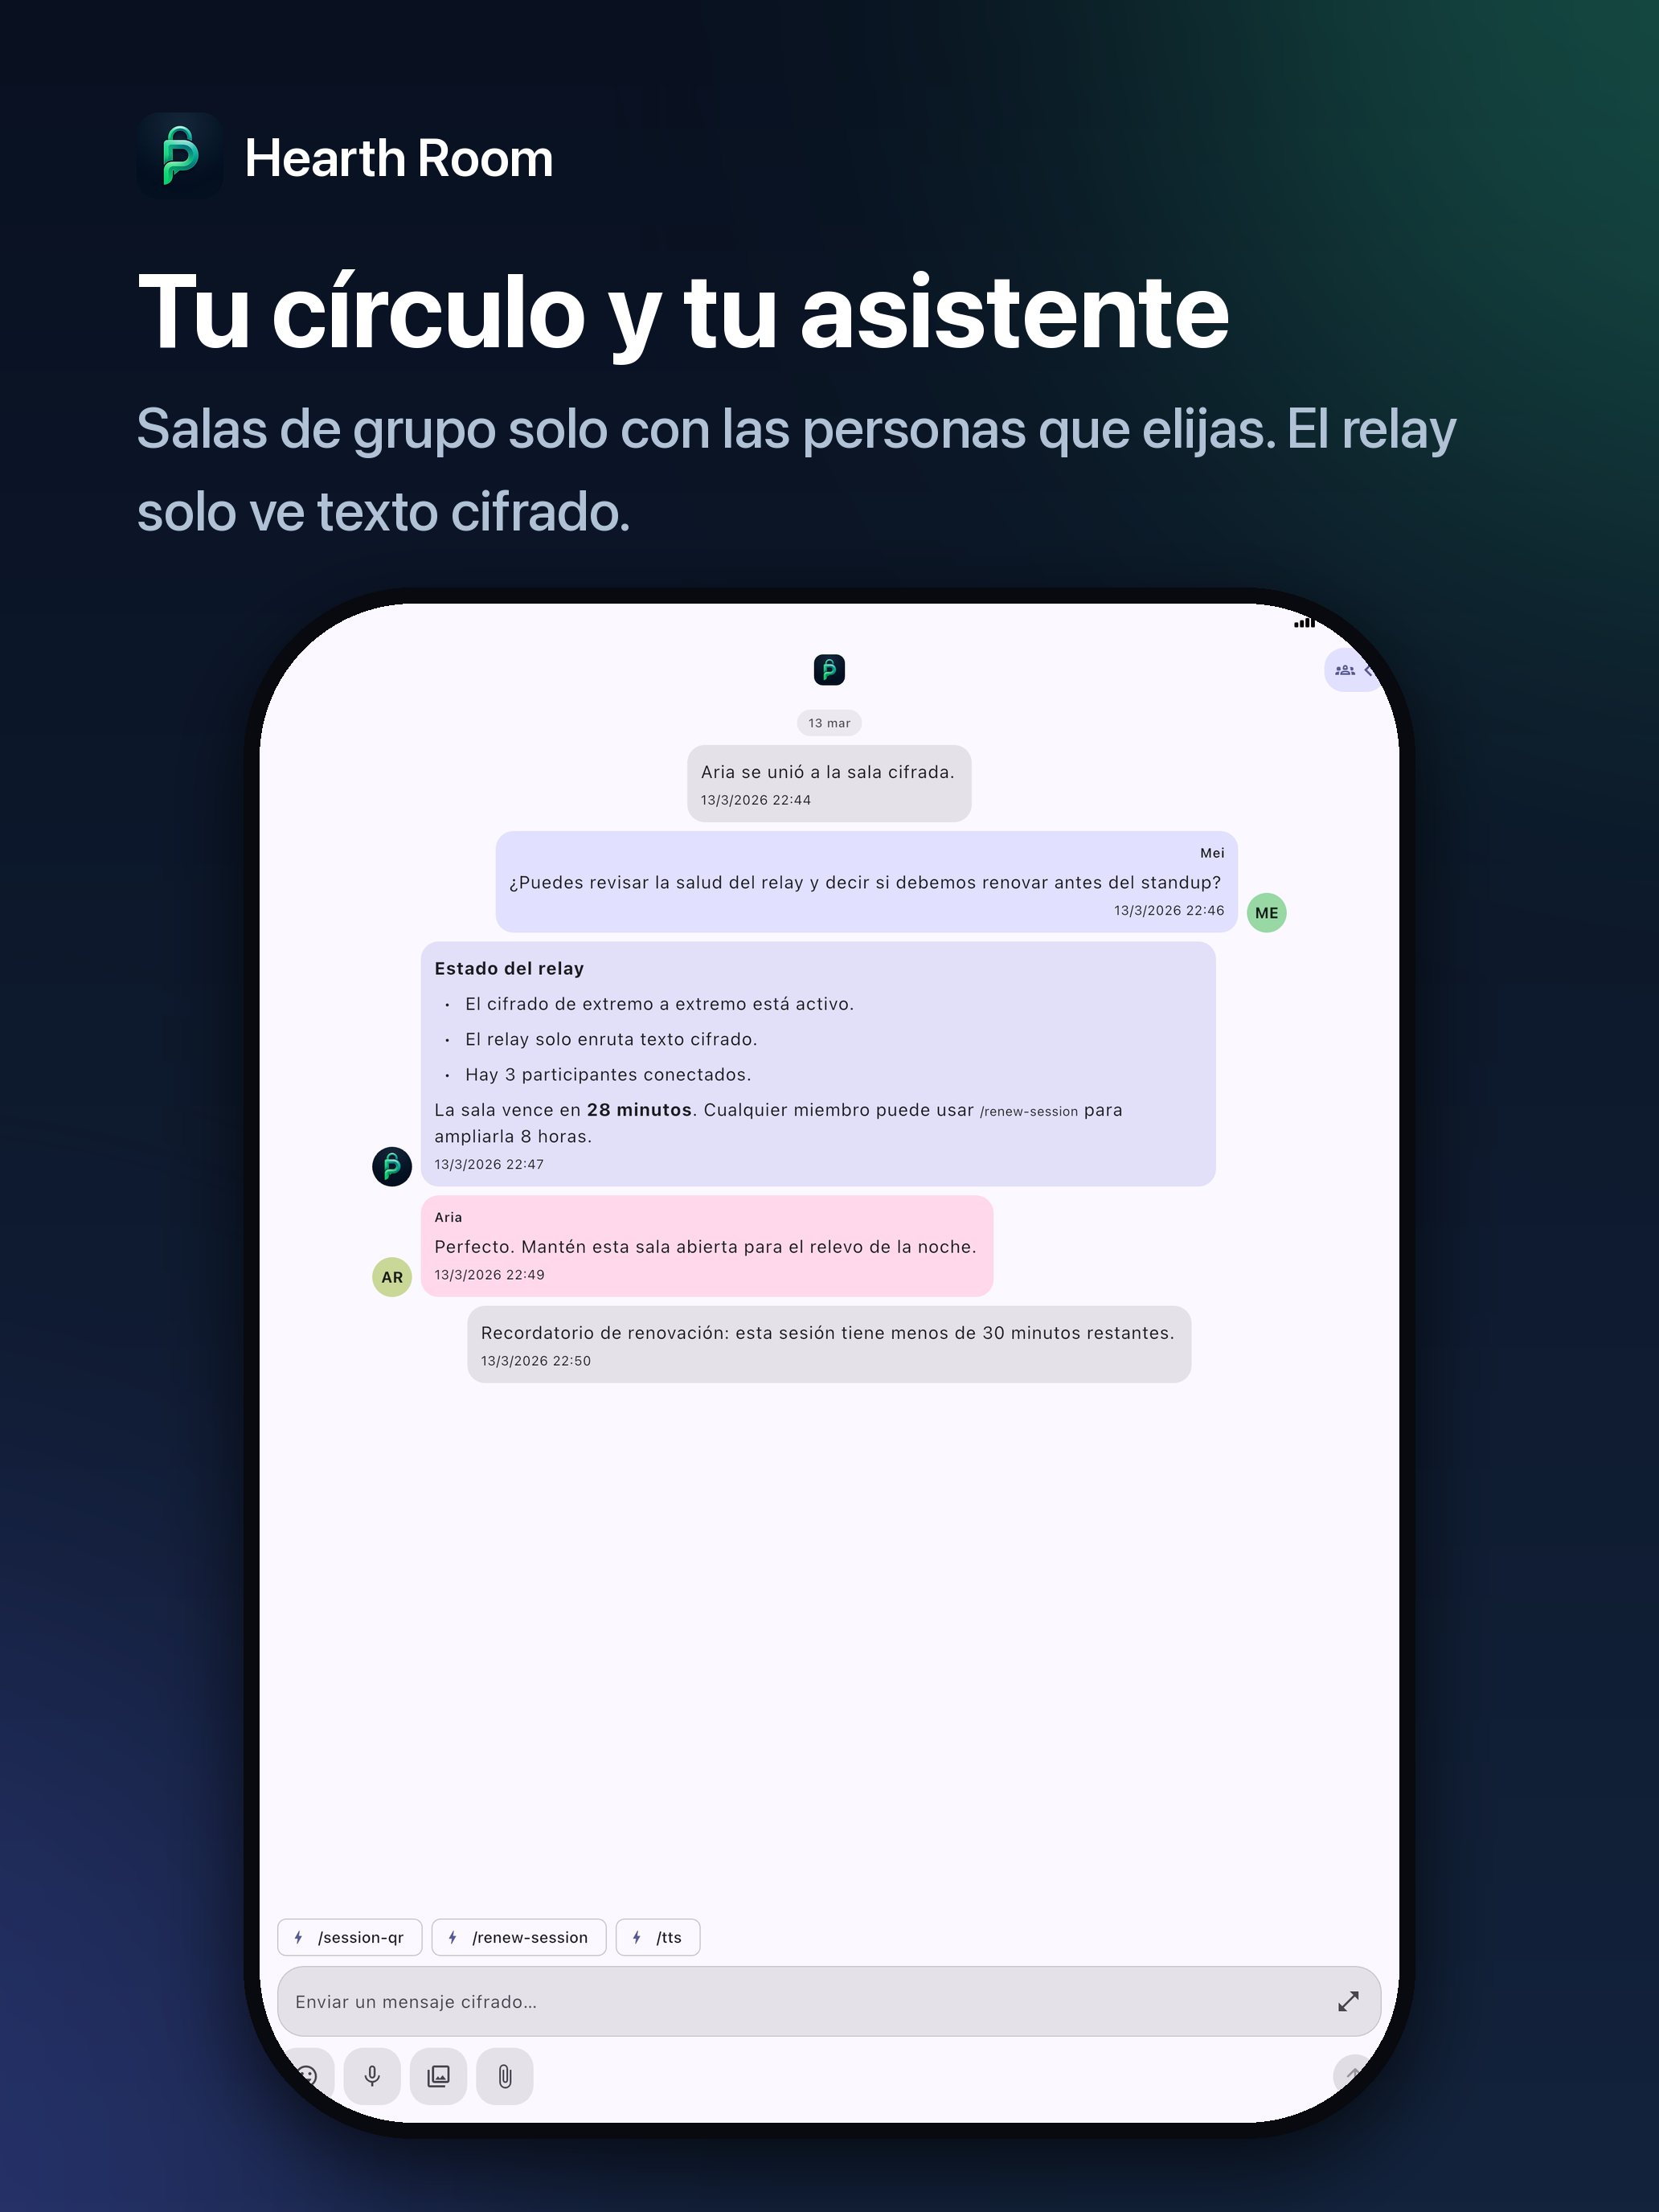 Hearth Room
Tu círculo y tu asistente
Salas de grupo solo con las personas que elijas. El relay
solo ve texto cifrado.
13 mar
Aria se unió a la sala cifrada.
13/3/2026 22:44
Mei
¿Puedes revisar la salud del relay y decir si debemos renovar antes del standup?
13/3/2026 22:46
ME
Estado del relay
• El cifrado de extremo a extremo está activo.
• El relay solo enruta texto cifrado.
• Hay 3 participantes conectados.
La sala vence en 28 minutos. Cualquier miembro puede usar /renew-session para
ampliarla 8 horas.
13/3/2026 22:47
Aria
Perfecto. Mantén esta sala abierta para el relevo de la noche.
13/3/2026 22:49
AR
Recordatorio de renovación: esta sesión tiene menos de 30 minutos restantes.
13/3/2026 22:50
/session-qr /renew-session /tts
Enviar un mensaje cifrado...